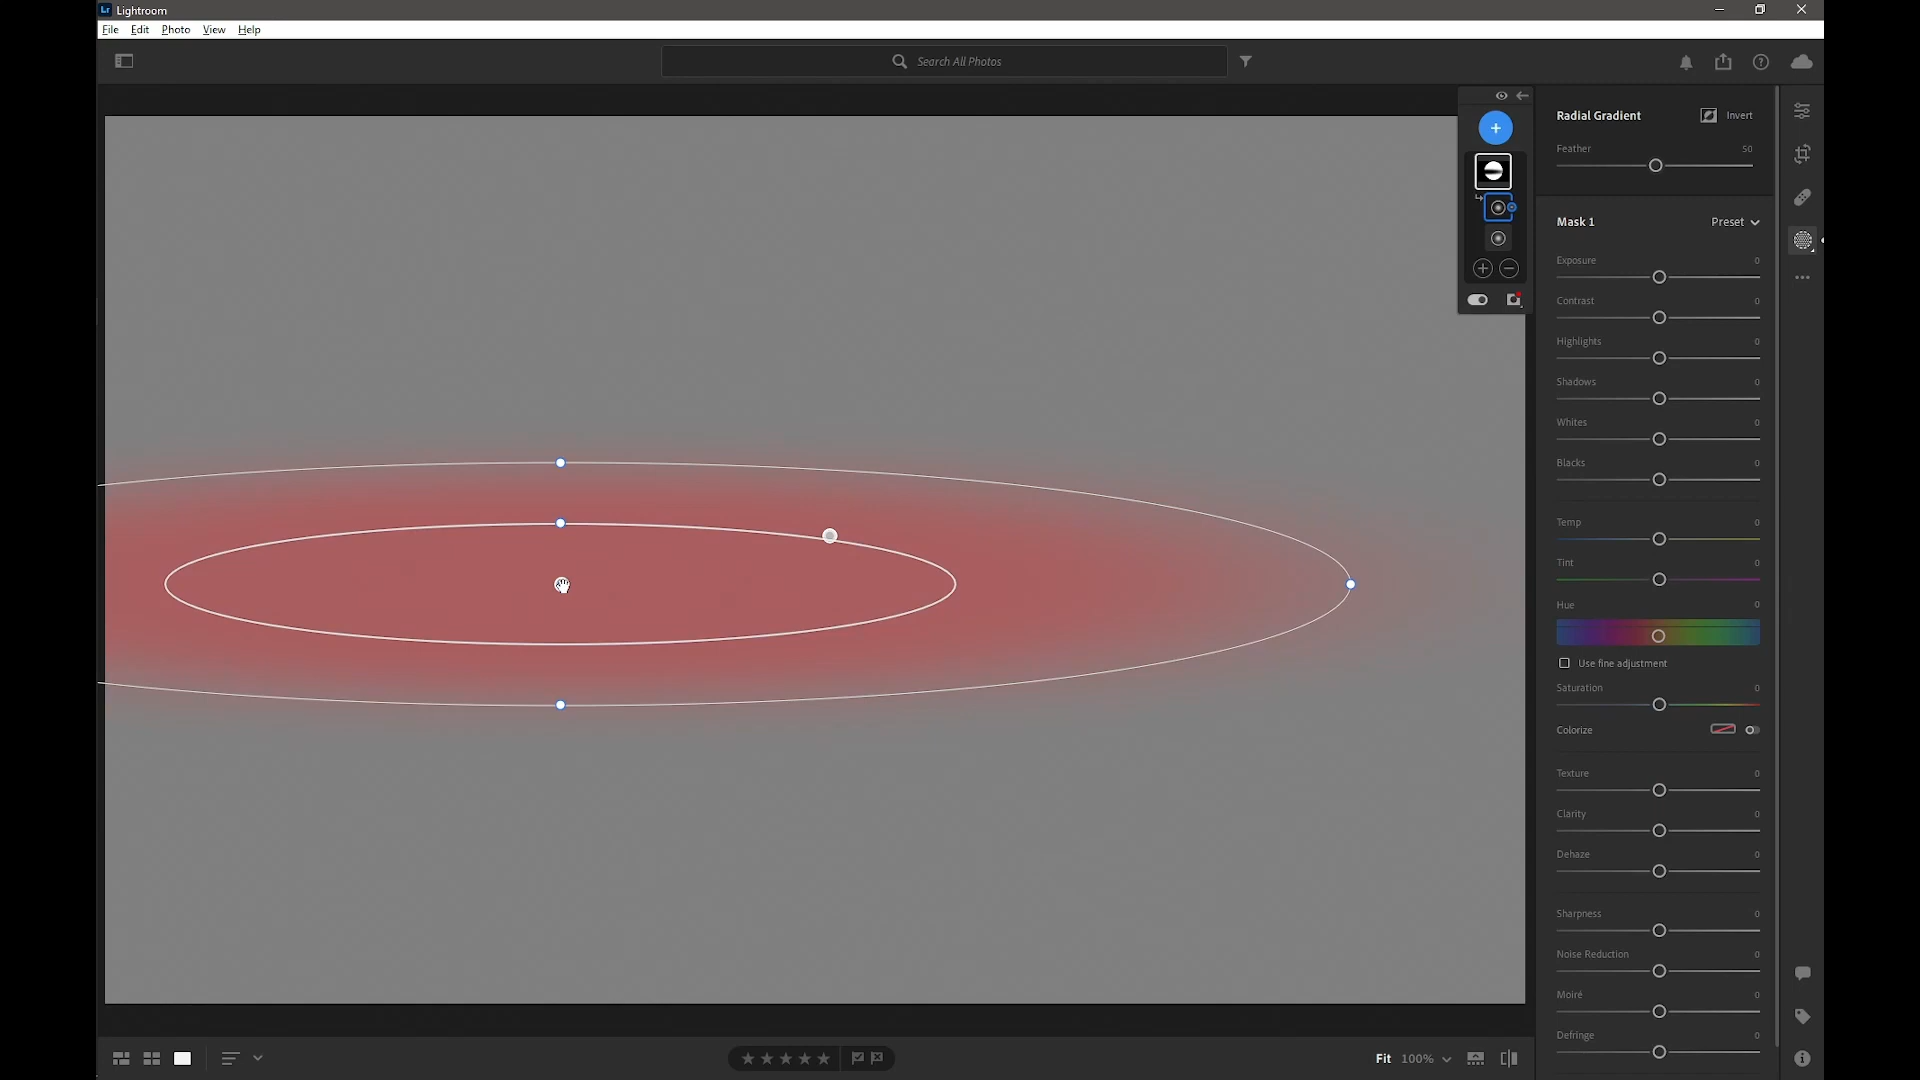 Lr Lightroom
File Edit Photo View Help
Search All Photos
Radial Gradient Invert
Feather 50
Mask 1 Preset
Exposure 0
Contrast 0
Highlights 0
Shadows 0
Whites 0
Blacks 0
Temp 0
Tint 0
Hue 0
Use fine adjustment
Saturation 0
Colorize
Texture 0
Clarity 0
Dehaze 0
Sharpness 0
Noise Reduction 0
Moiré 0
Defringe 0
Fit 100%